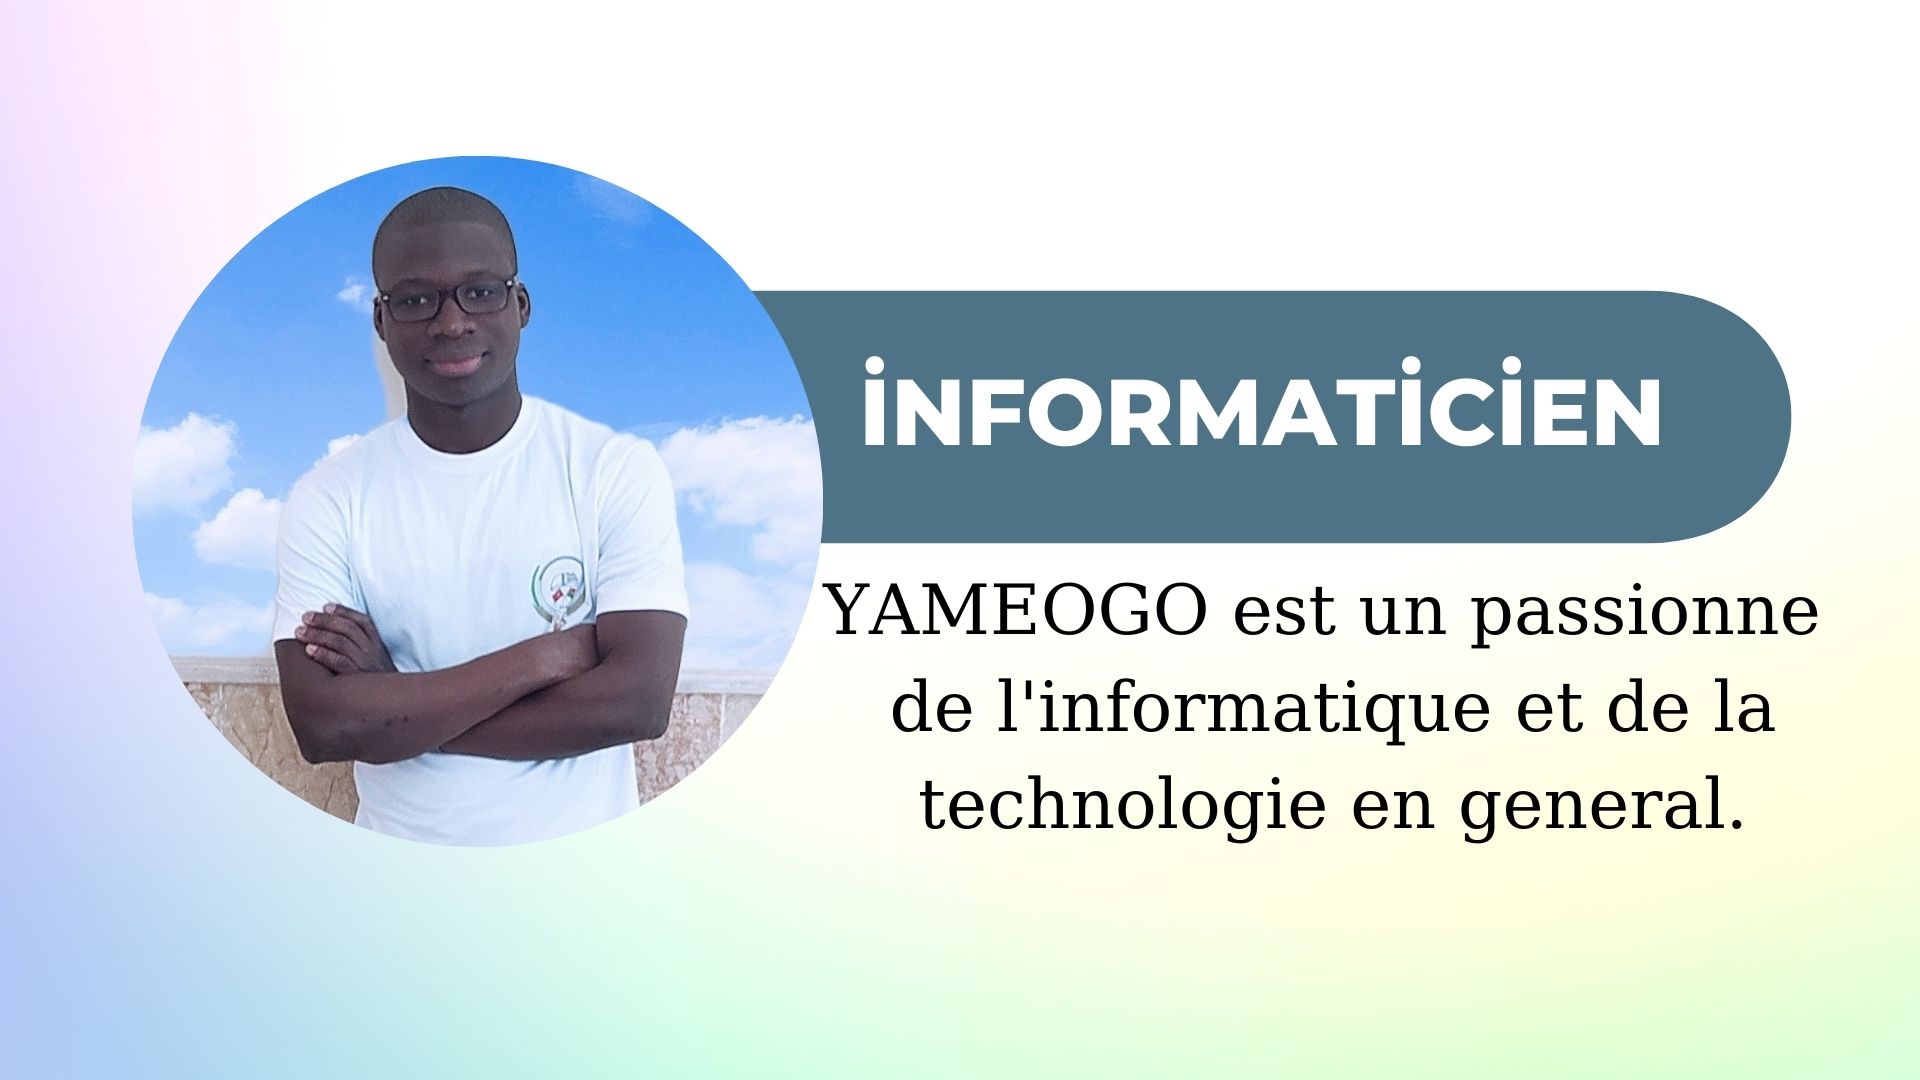 İNFORMATİCİEN
YAMEOGO est un passionne
de l'informatique et de la
technologie en general.